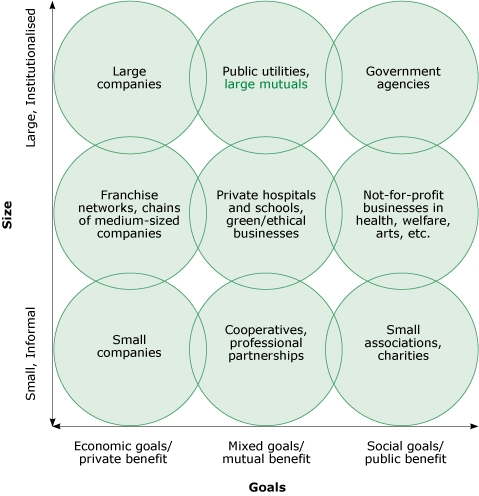 Large, Institutionalised
Size
Small, Informal
Large
companies
Public utilities,
large mutuals
Government
agencies
Franchise
networks, chains
of medium-sized
companies
Private hospitals
and schools,
green/ethical
businesses
Not-for-profit
businesses in
health, welfare,
arts, etc.
Small
companies
Cooperatives,
professional
partnerships
Small
associations,
charities
Economic goals/
private benefit
Mixed goals/
mutual benefit
Social goals/
public benefit
Goals